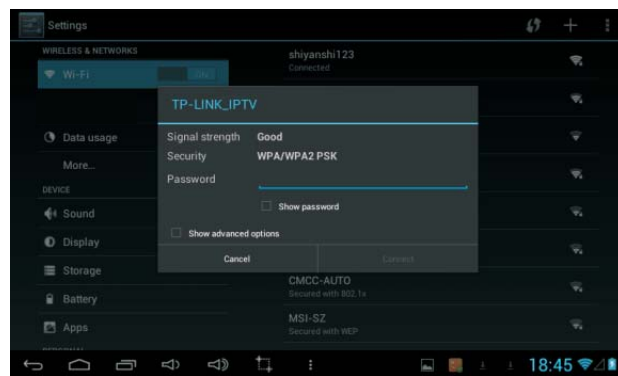 Settings
WIRELESS & NETWORKS
Wi-Fi
ON
Data usage
More...
DEVICE
Sound
Display
Storage
Battery
Apps
shiyanshi123
Connected
TP-LINK_IPTV
Signal strength Good
Security WPA/WPA2 PSK
Password
Show password
Show advanced options
Cancel Connect
CMCC-AUTO
Secured with 802.1x
MSI-SZ
Secured with WEP
18:45